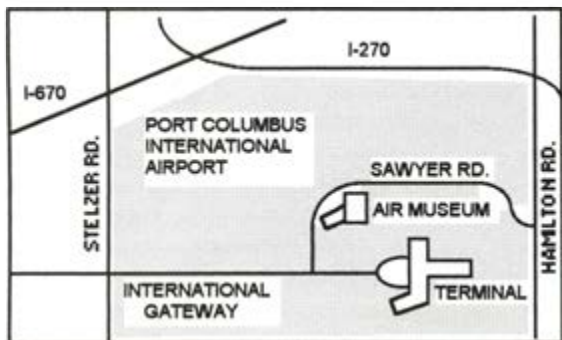 I-270
I-670
PORT COLUMBUS
INTERNATIONAL
AIRPORT
STELZER RD.
SAWYER RD.
AIR MUSEUM
HAMILTON RD.
INTERNATIONAL
GATEWAY
TERMINAL